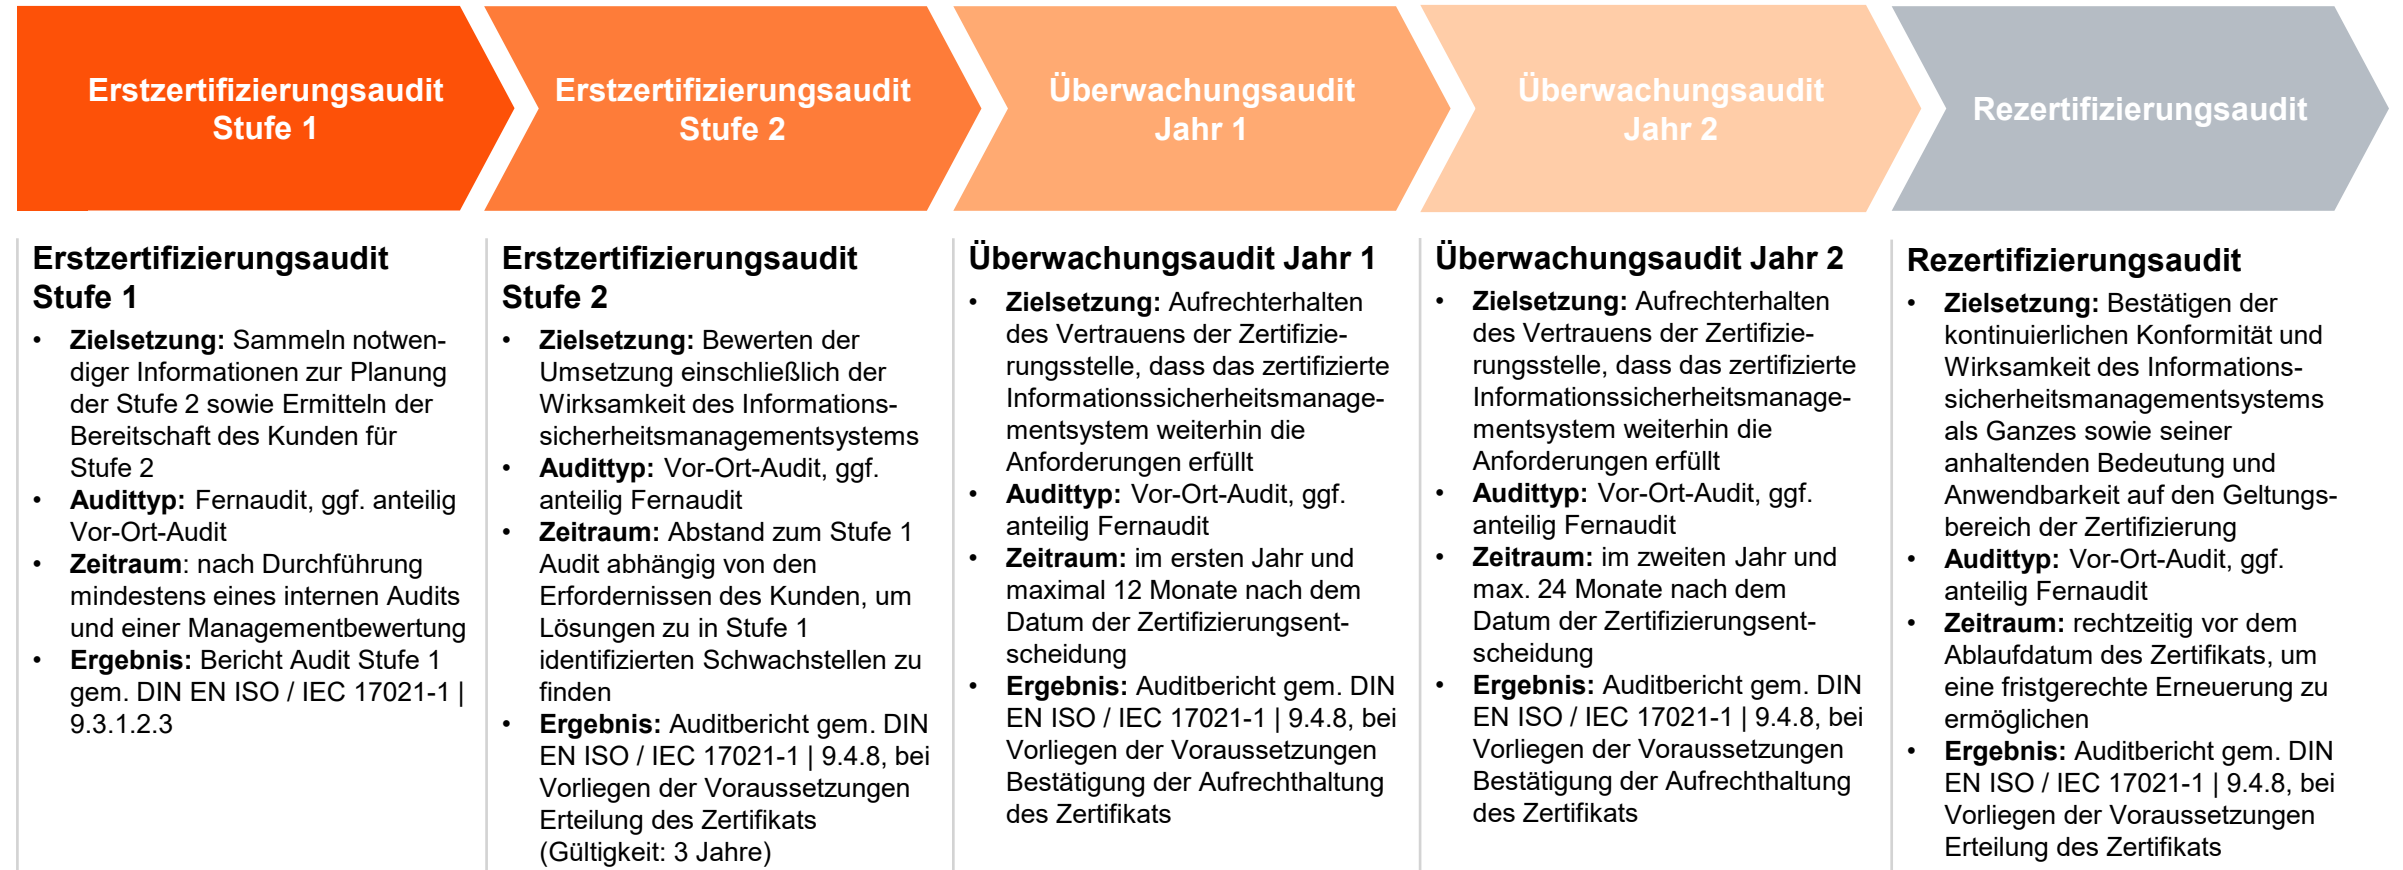 Erstzertifizierungsaudit
Stufe 1
Erstzertifizierungsaudit
Stufe 2
Überwachungsaudit
Jahr 1
Überwachungsaudit
Jahr 2
Rezertifizierungsaudit
Erstzertifizierungsaudit
Stufe 1
• Zielsetzung: Sammeln notwen-
diger Informationen zur Planung
der Stufe 2 sowie Ermitteln der
Bereitschaft des Kunden für
Stufe 2
• Audittyp: Fernaudit, ggf. anteilig
Vor-Ort-Audit
• Zeitraum: nach Durchführung
mindestens eines internen Audits
und einer Managementbewertung
• Ergebnis: Bericht Audit Stufe 1
gem. DIN EN ISO / IEC 17021-1 |
9.3.1.2.3
Erstzertifizierungsaudit
Stufe 2
• Zielsetzung: Bewerten der
Umsetzung einschließlich der
Wirksamkeit des Informations-
sicherheitsmanagementsystems
• Audittyp: Vor-Ort-Audit, ggf.
anteilig Fernaudit
• Zeitraum: Abstand zum Stufe 1
Audit abhängig von den
Erfordernissen des Kunden, um
Lösungen zu in Stufe 1
identifizierten Schwachstellen zu
finden
• Ergebnis: Auditbericht gem. DIN
EN ISO / IEC 17021-1 | 9.4.8, bei
Vorliegen der Voraussetzungen
Erteilung des Zertifikats
(Gültigkeit: 3 Jahre)
Überwachungsaudit Jahr 1
• Zielsetzung: Aufrechterhalten
des Vertrauens der Zertifizie-
rungsstelle, dass das zertifizierte
Informationssicherheitsmanage-
mentsystem weiterhin die
Anforderungen erfüllt
• Audittyp: Vor-Ort-Audit, ggf.
anteilig Fernaudit
• Zeitraum: im ersten Jahr und
maximal 12 Monate nach dem
Datum der Zertifizierungsent-
scheidung
• Ergebnis: Auditbericht gem. DIN
EN ISO / IEC 17021-1 | 9.4.8, bei
Vorliegen der Voraussetzungen
Bestätigung der Aufrechthaltung
des Zertifikats
Überwachungsaudit Jahr 2
• Zielsetzung: Aufrechterhalten
des Vertrauens der Zertifizie-
rungsstelle, dass das zertifizierte
Informationssicherheitsmanage-
mentsystem weiterhin die
Anforderungen erfüllt
• Audittyp: Vor-Ort-Audit, ggf.
anteilig Fernaudit
• Zeitraum: im zweiten Jahr und
max. 24 Monate nach dem
Datum der Zertifizierungsent-
scheidung
• Ergebnis: Auditbericht gem. DIN
EN ISO / IEC 17021-1 | 9.4.8, bei
Vorliegen der Voraussetzungen
Bestätigung der Aufrechthaltung
des Zertifikats
Rezertifizierungsaudit
• Zielsetzung: Bestätigen der
kontinuierlichen Konformität und
Wirksamkeit des Informations-
sicherheitsmanagementsystems
als Ganzes sowie seiner
anhaltenden Bedeutung und
Anwendbarkeit auf den Geltungs-
bereich der Zertifizierung
• Audittyp: Vor-Ort-Audit, ggf.
anteilig Fernaudit
• Zeitraum: rechtzeitig vor dem
Ablaufdatum des Zertifikats, um
eine fristgerechte Erneuerung zu
ermöglichen
• Ergebnis: Auditbericht gem. DIN
EN ISO / IEC 17021-1 | 9.4.8, bei
Vorliegen der Voraussetzungen
Erteilung des Zertifikats